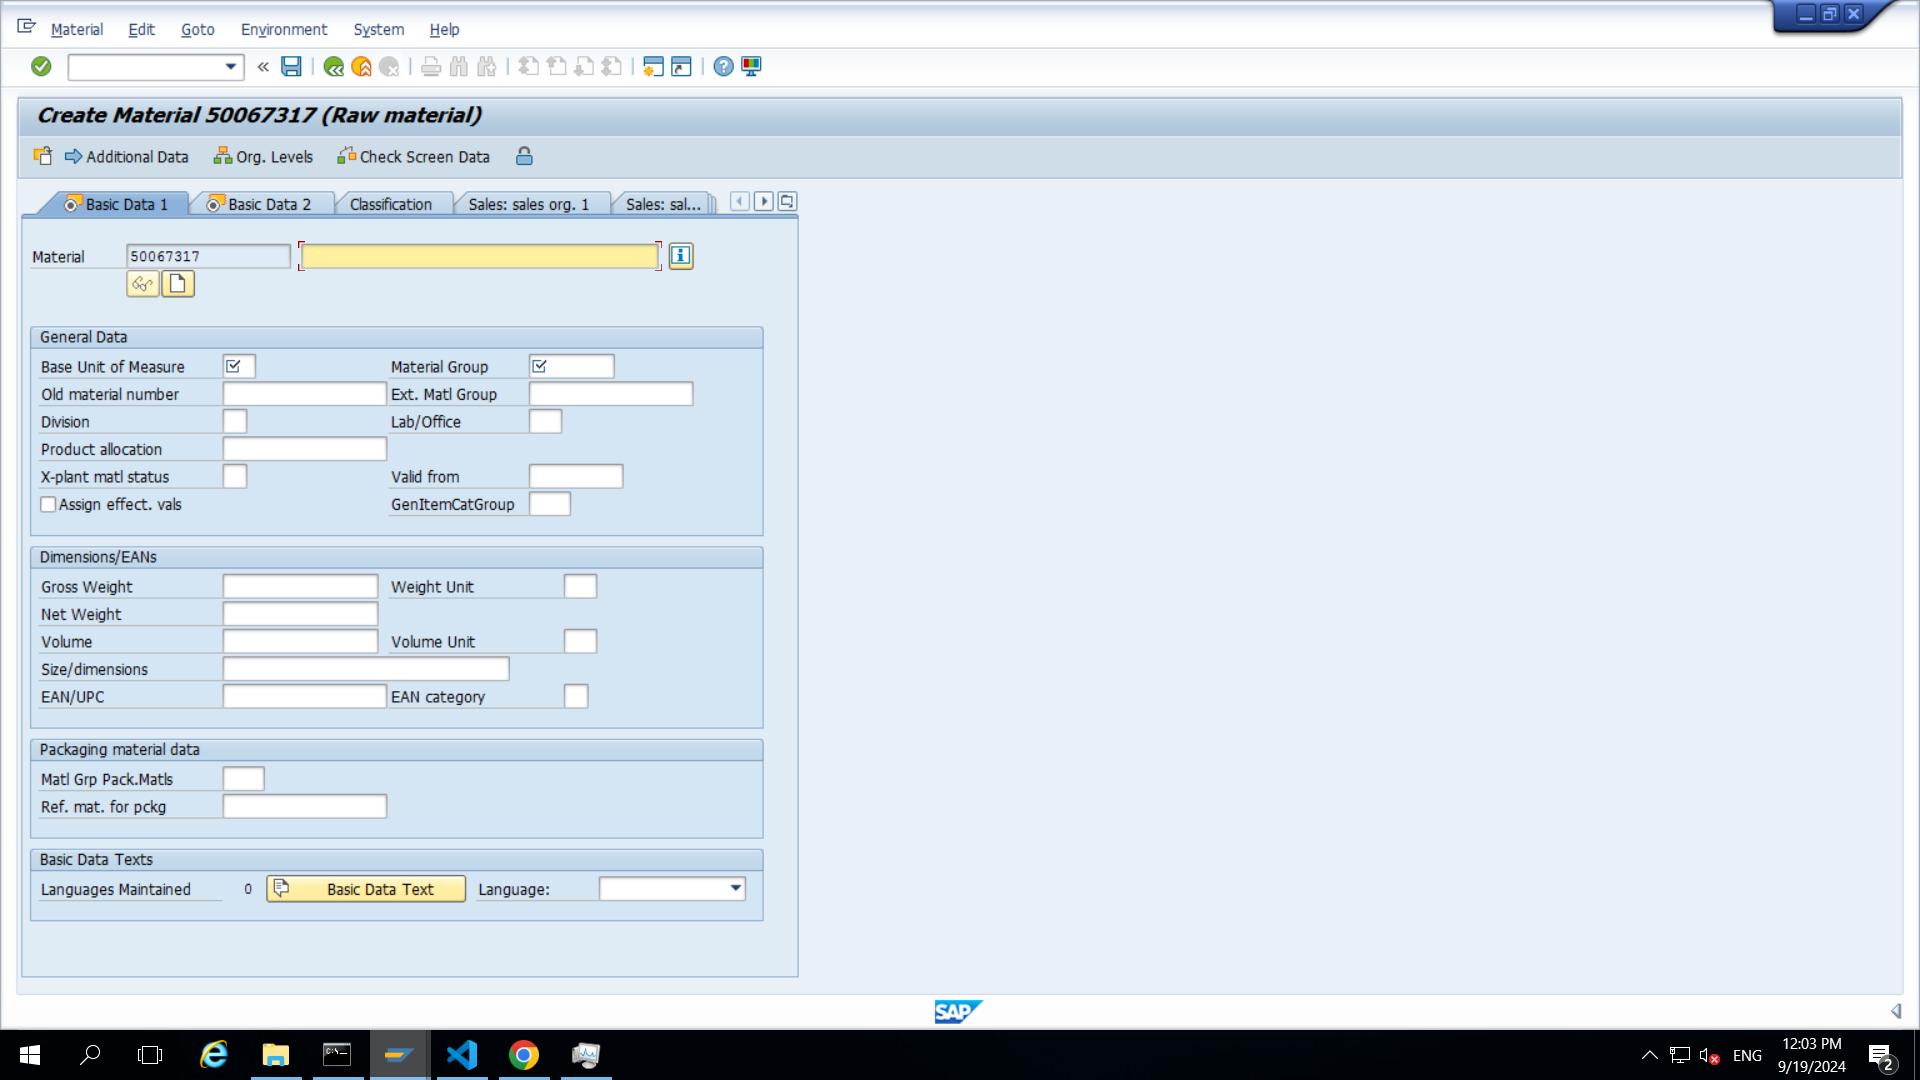 Material Edit Goto Environment System Help
Create Material 50067317 (Raw material)
Additional Data Org. Levels Check Screen Data
Basic Data 1 Basic Data 2 Classification Sales: sales org. 1 Sales: sal...
Material 50067317
General Data
Base Unit of Measure Material Group
Old material number Ext. Matl Group
Division Lab/Office
Product allocation
X-plant matl status Valid from
Assign effect. vals GenItemCatGroup
Dimensions/EANs
Gross Weight Weight Unit
Net Weight
Volume Volume Unit
Size/dimensions
EAN/UPC EAN category
Packaging material data
Matl Grp Pack.Matls
Ref. mat. for pckg
Basic Data Texts
Languages Maintained 0 Basic Data Text Language:
SAP
ENG
12:03 PM
9/19/2024
2